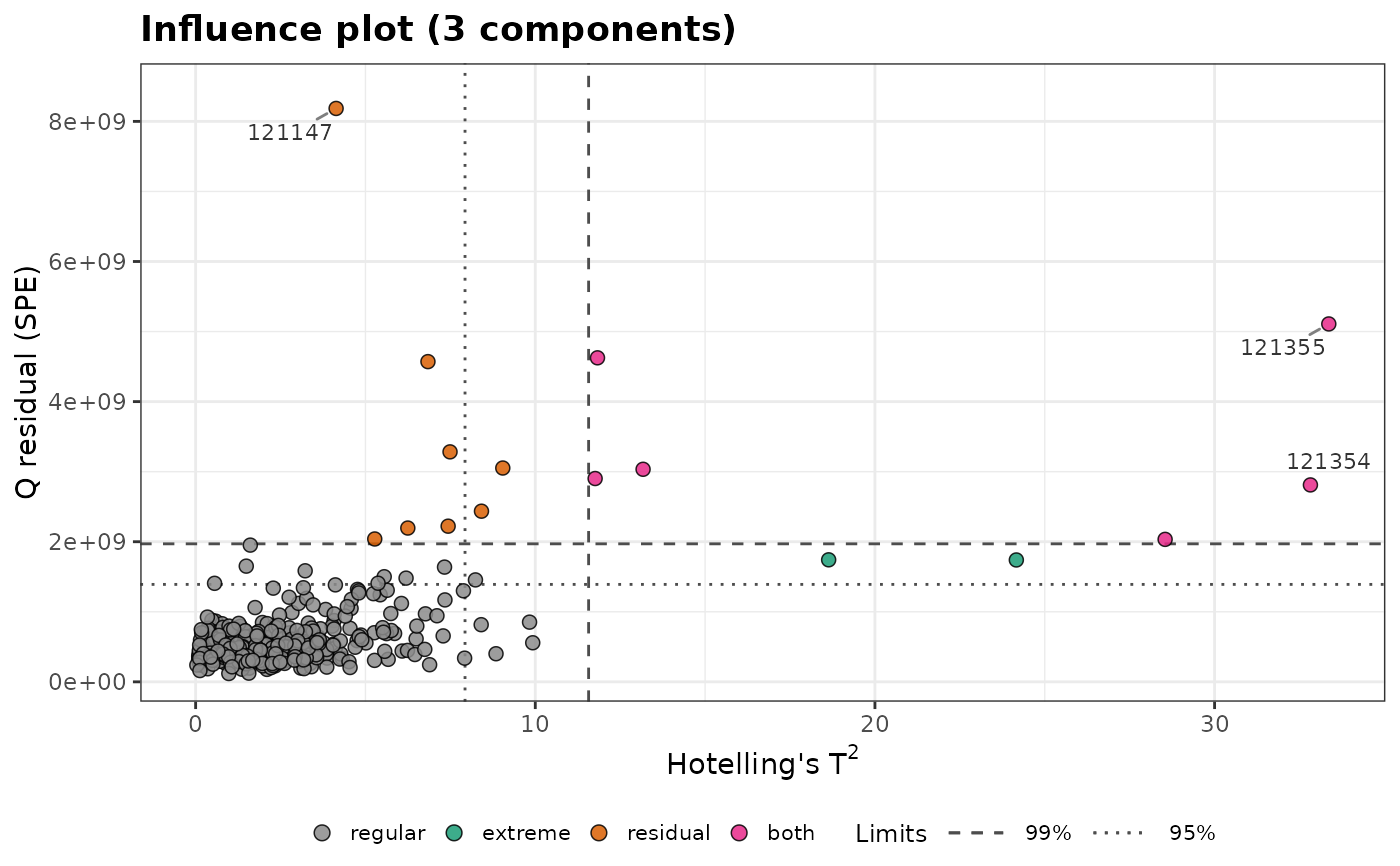 Influence plot (3 components)
Q residual (SPE)
8e+09
6e+09
4e+09
2e+09
0e+00
121147
121355
121354
0 10 20 30
Hotelling's T²
regular extreme residual both Limits 99% 95%